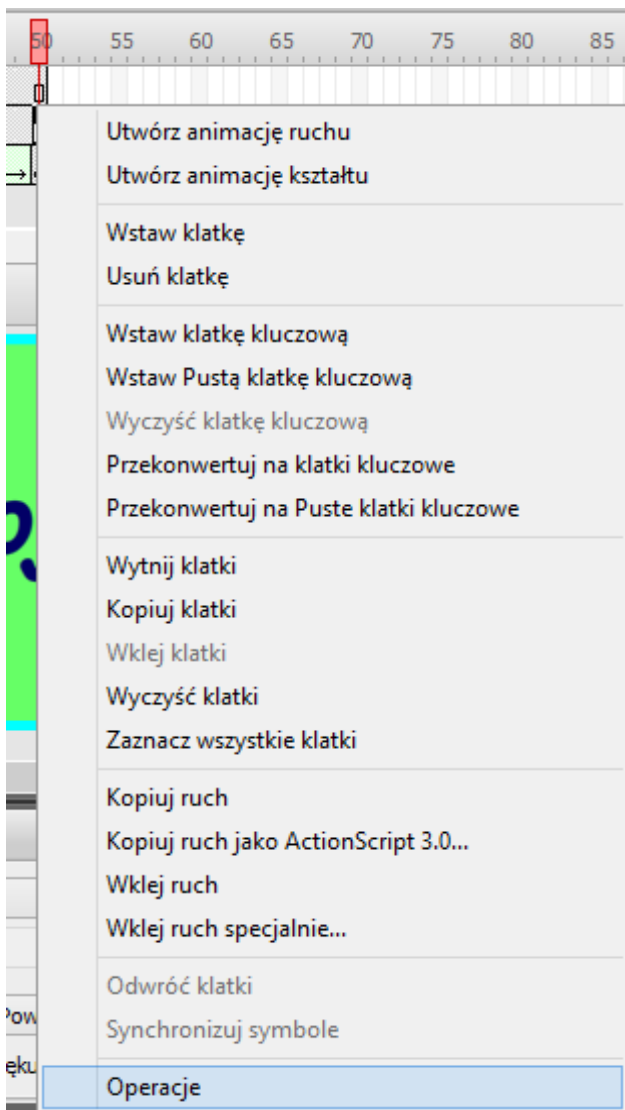 50 55 60 65 70 75 80 85
Utwórz animację ruchu
Utwórz animację kształtu
Wstaw klatkę
Usuń klatkę
Wstaw klatkę kluczową
Wstaw Pustą klatkę kluczową
Wyczyść klatkę kluczową
Przekonwertuj na klatki kluczowe
Przekonwertuj na Puste klatki kluczowe
Wytnij klatki
Kopiuj klatki
Wklej klatki
Wyczyść klatki
Zaznacz wszystkie klatki
Kopiuj ruch
Kopiuj ruch jako ActionScript 3.0...
Wklej ruch
Wklej ruch specjalnie...
Odwróć klatki
Synchronizuj symbole
Operacje